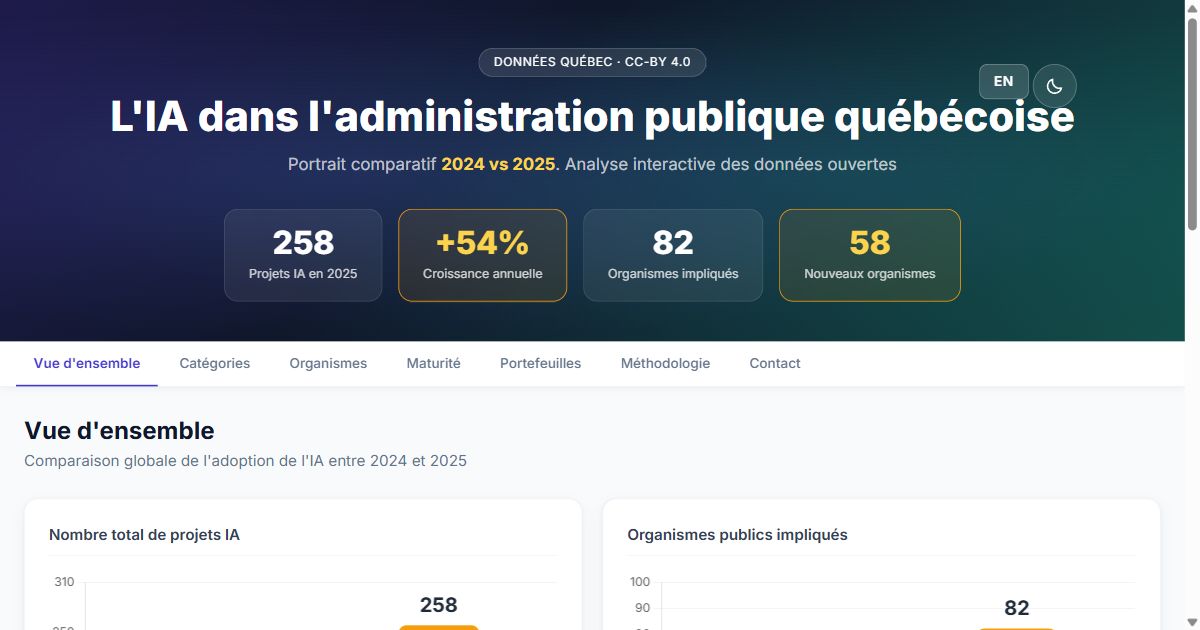 DONNÉES QUÉBEC · CC-BY 4.0
EN
L'IA dans l'administration publique québécoise
Portrait comparatif 2024 vs 2025. Analyse interactive des données ouvertes
258
Projets IA en 2025
+54%
Croissance annuelle
82
Organismes impliqués
58
Nouveaux organismes
Vue d'ensemble Catégories Organismes Maturité Portefeuilles Méthodologie Contact
Vue d'ensemble
Comparaison globale de l'adoption de l'IA entre 2024 et 2025
Nombre total de projets IA
310
258
Organismes publics impliqués
100
90
82